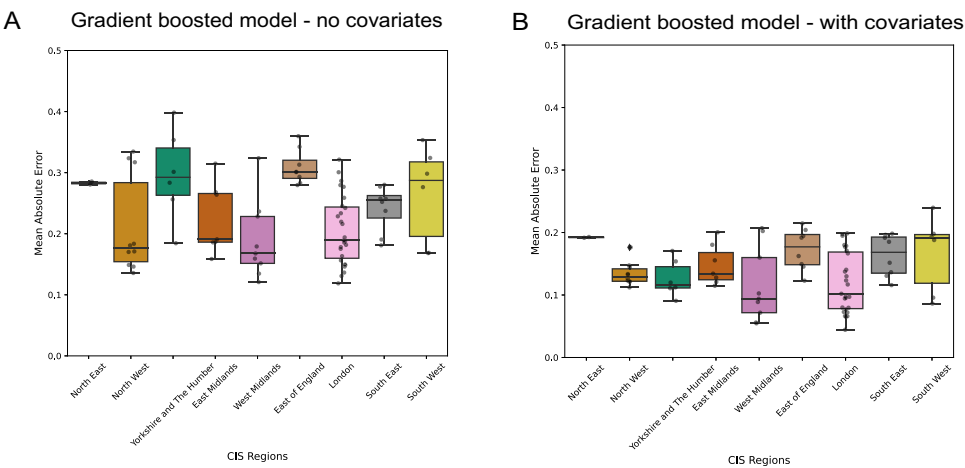 A
Gradient boosted model - no covariates
0.5
0.4
0.3
0.2
0.1
0.0
Mean Absolute Error
North East
North West
Yorkshire and The Humber
East Midlands
West Midlands
East of England
London
South East
South West
CIS Regions
B
Gradient boosted model - with covariates
0.5
0.4
0.3
0.2
0.1
0.0
Mean Absolute Error
North East
North West
Yorkshire and The Humber
East Midlands
West Midlands
East of England
London
South East
South West
CIS Regions